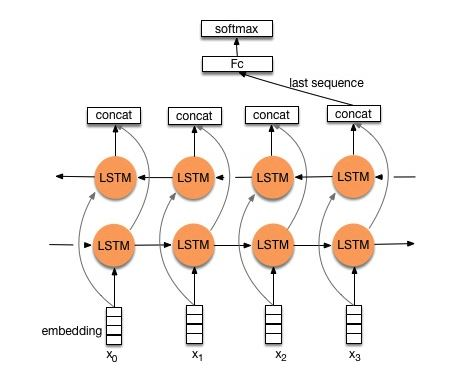 softmax
Fc
last sequence
concat concat concat concat
LSTM LSTM LSTM LSTM
LSTM LSTM LSTM LSTM
embedding
x0 x1 x2 x3